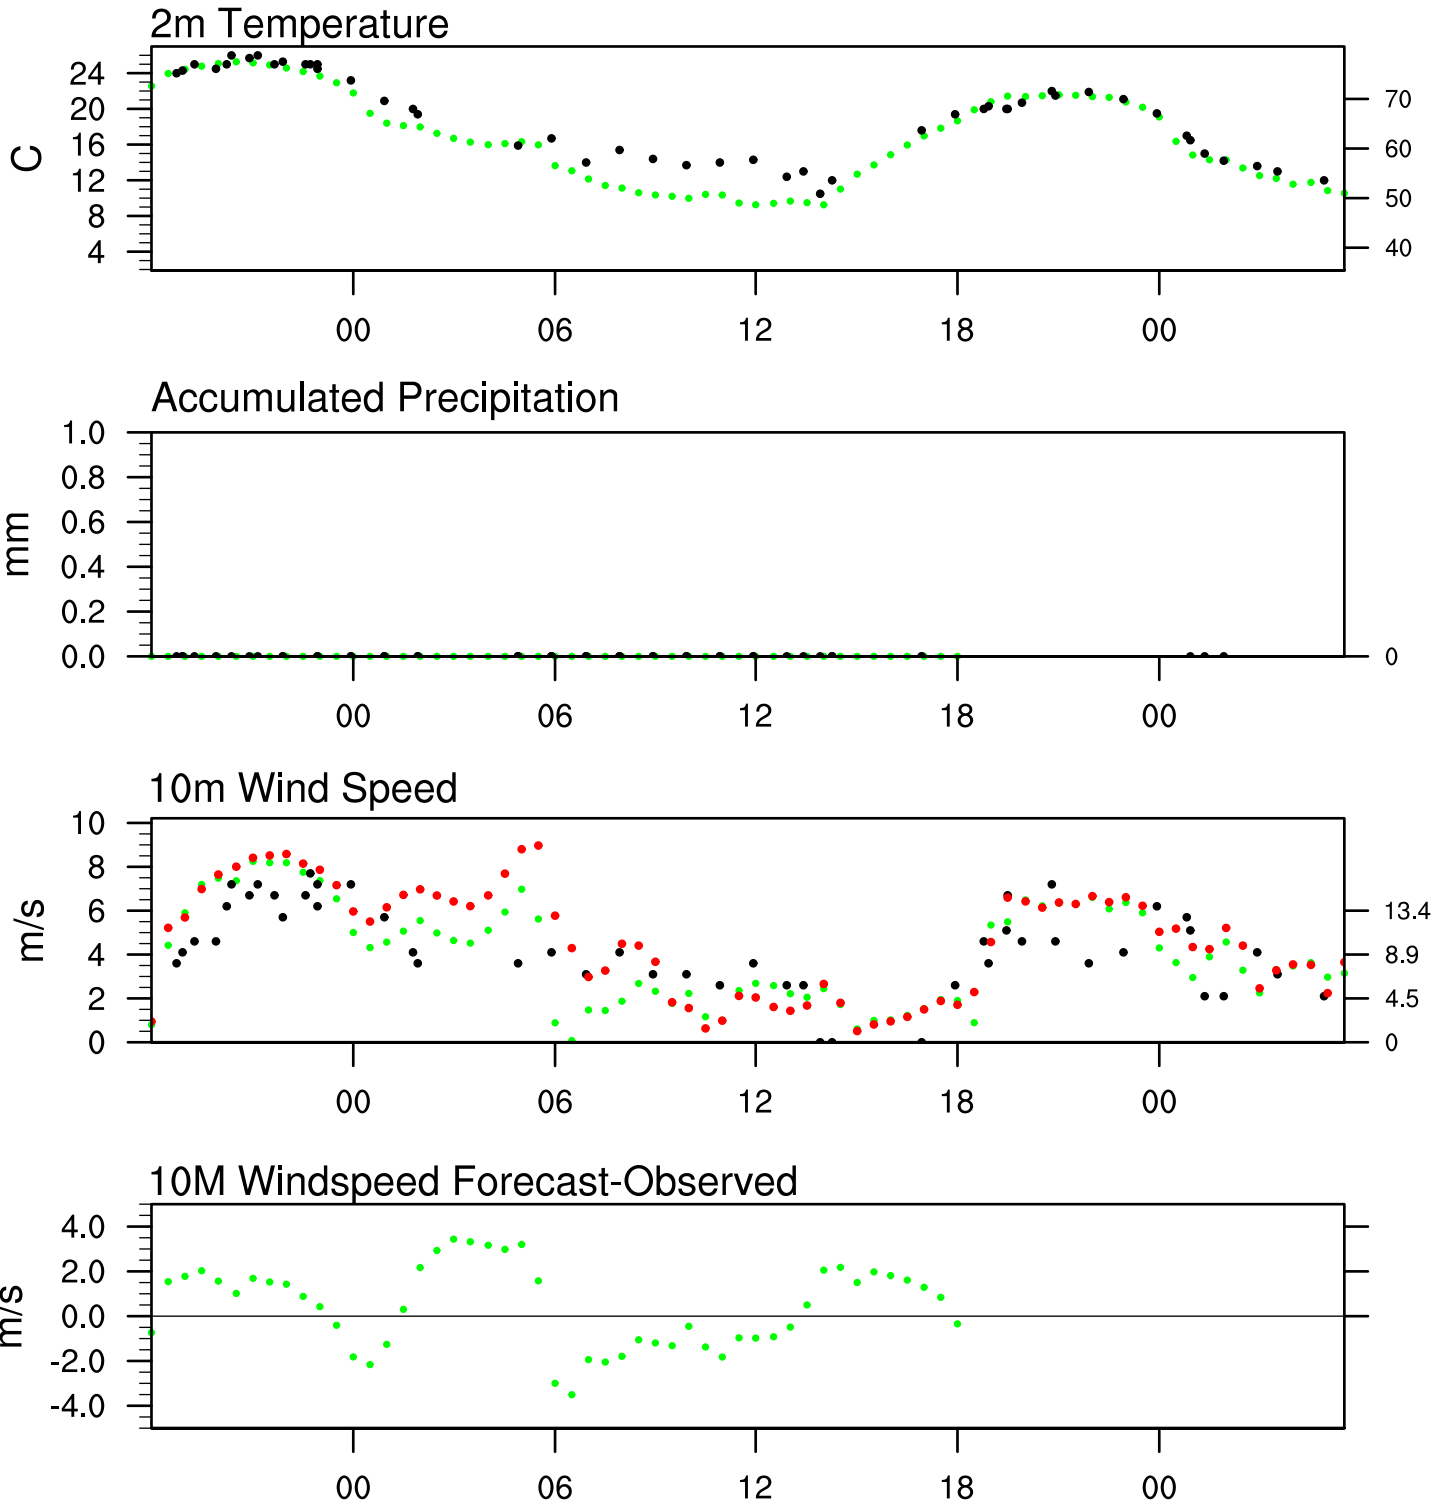 2m Temperature
C
24
20
16
12
8
4
70
60
50
40
00 06 12 18 00
Accumulated Precipitation
mm
1.0
0.8
0.6
0.4
0.2
0.0
0
00 06 12 18 00
10m Wind Speed
m/s
10
8
6
4
2
0
13.4
8.9
4.5
0
00 06 12 18 00
10M Windspeed Forecast-Observed
m/s
4.0
2.0
0.0
-2.0
-4.0
00 06 12 18 00